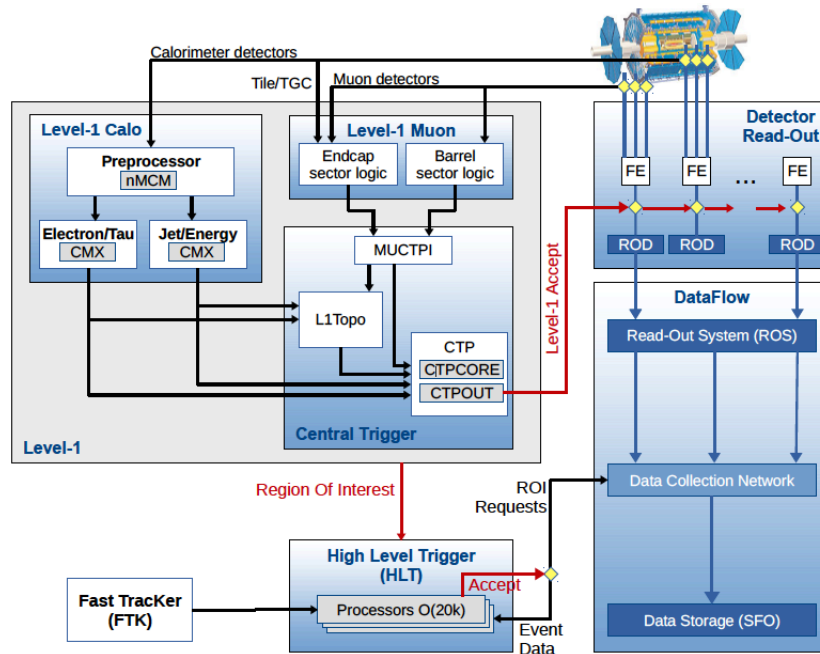 Calorimeter detectors
Tile/TGC
Muon detectors
Level-1 Calo
Preprocessor
nMCM
Electron/Tau
CMX
Jet/Energy
CMX
Level-1 Muon
Endcap
sector logic
Barrel
sector logic
MUCTPI
L1Topo
CTP
CTPCORE
CTPOUT
Central Trigger
Level-1
Level-1 Accept
Detector
Read-Out
FE
FE
...
FE
ROD
ROD
ROD
DataFlow
Read-Out System (ROS)
Data Collection Network
Data Storage (SFO)
Region Of Interest
ROI
Requests
High Level Trigger
(HLT)
Accept
Processors O(20k)
Event
Data
Fast TracKer
(FTK)